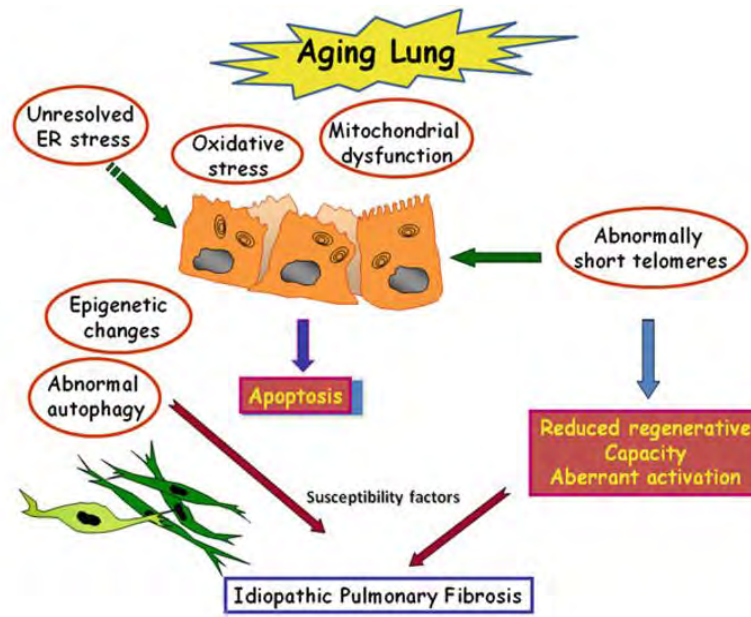 Aging Lung
Unresolved
ER stress
Oxidative
stress
Mitochondrial
dysfunction
Abnormally
short telomeres
Epigenetic
changes
Abnormal
autophagy
Apoptosis
Reduced regenerative
Capacity
Aberrant activation
Susceptibility factors
Idiopathic Pulmonary Fibrosis